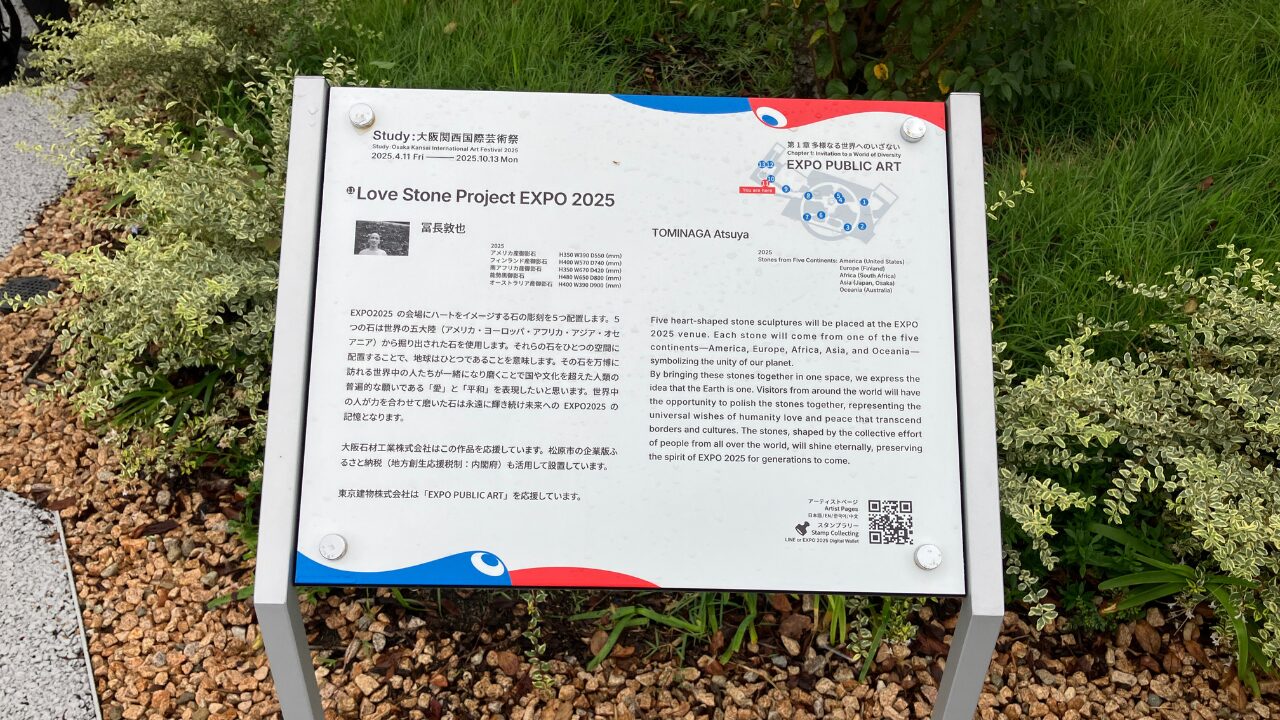 Study：大阪関西国際芸術祭
Study: Osaka Kansai International Art Festival 2025
2025.4.11 Fri ―― 2025.10.13 Mon
第1章 多様なる世界へのいざない
Chapter 1: Invitation to a World of Diversity
EXPO PUBLIC ART
You are here
⓫Love Stone Project EXPO 2025
冨長敦也
2025
アメリカ産御影石 H350 W390 D550 (mm)
フィンランド産御影石 H400 W570 D740 (mm)
南アフリカ産御影石 H350 W670 D420 (mm)
能勢黒御影石 H480 W650 D800 (mm)
オーストラリア産御影石 H400 W390 D900 (mm)
TOMINAGA Atsuya
2025
Stones from Five Continents: America (United States)
Europe (Finland)
Africa (South Africa)
Asia (Japan, Osaka)
Oceania (Australia)
EXPO2025 の会場にハートをイメージする石の彫刻を5つ配置します。5
つの石は世界の五大陸（アメリカ・ヨーロッパ・アフリカ・アジア・オセ
アニア）から掘り出された石を使用します。それらの石をひとつの空間に
配置することで、地球はひとつであることを意味します。その石を万博に
訪れる世界中の人たちが一緒になり磨くことで国や文化を超えた人類の
普遍的な願いである「愛」と「平和」を表現したいと思います。世界中
の人が力を合わせて磨いた石は永遠に輝き続け未来への EXPO2025 の
記憶となります。
大阪石材工業株式会社はこの作品を応援しています。松原市の企業版ふ
るさと納税（地方創生応援税制：内閣府）も活用して設置しています。
東京建物株式会社は「EXPO PUBLIC ART」を応援しています。
Five heart-shaped stone sculptures will be placed at the EXPO
2025 venue. Each stone will come from one of the five
continents—America, Europe, Africa, Asia, and Oceania—
symbolizing the unity of our planet.
By bringing these stones together in one space, we express the
idea that the Earth is one. Visitors from around the world will have
the opportunity to polish the stones together, representing the
universal wishes of humanity love and peace that transcend
borders and cultures. The stones, shaped by the collective effort
of people from all over the world, will shine eternally, preserving
the spirit of EXPO 2025 for generations to come.
アーティストページ
Artist Pages
日本語/EN/한국어/中文
スタンプラリー
Stamp Collecting
LINE or EXPO 2025 Digital Wallet